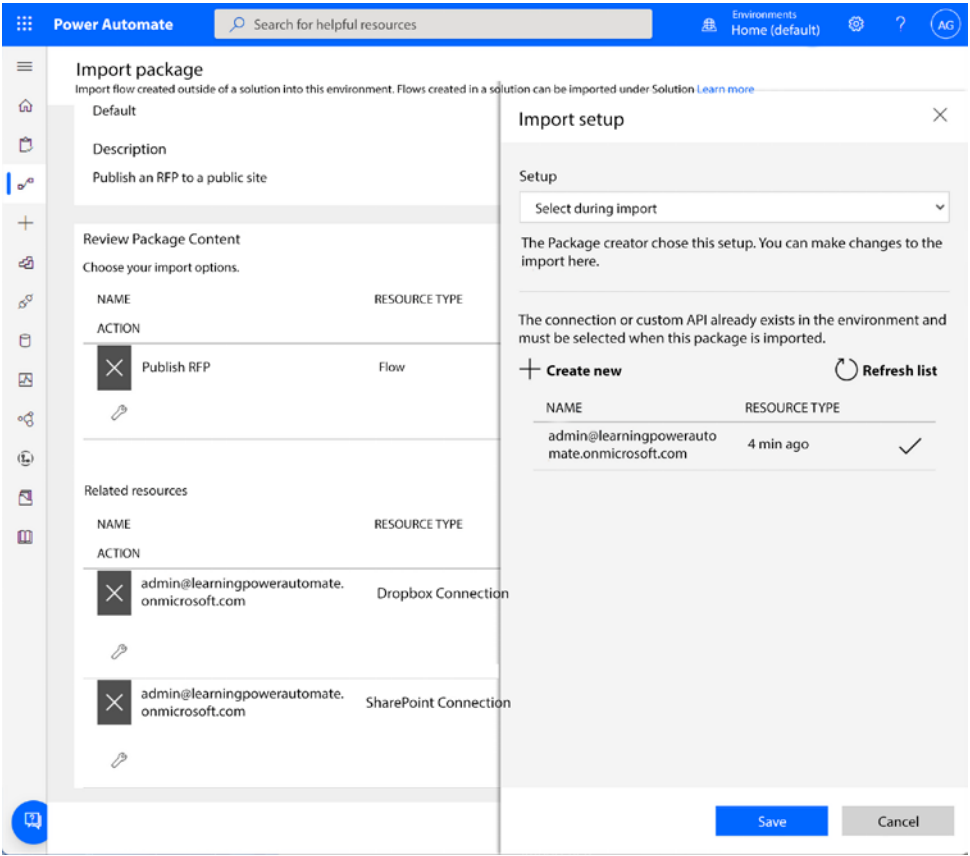 Power Automate
Search for helpful resources
Environments
Home (default)
?
AG
Import package
Import flow created outside of a solution into this environment. Flows created in a solution can be imported under Solution Learn more
Default
Description
Publish an RFP to a public site
Review Package Content
Choose your import options.
NAME RESOURCE TYPE
ACTION
Publish RFP Flow
Related resources
NAME RESOURCE TYPE
ACTION
admin@learningpowerautomate.
onmicrosoft.com
Dropbox Connection
admin@learningpowerautomate.
onmicrosoft.com
SharePoint Connection
Import setup
Setup
Select during import
The Package creator chose this setup. You can make changes to the
import here.
The connection or custom API already exists in the environment and
must be selected when this package is imported.
Create new
Refresh list
NAME RESOURCE TYPE
admin@learningpowerauto
mate.onmicrosoft.com
4 min ago
Save
Cancel